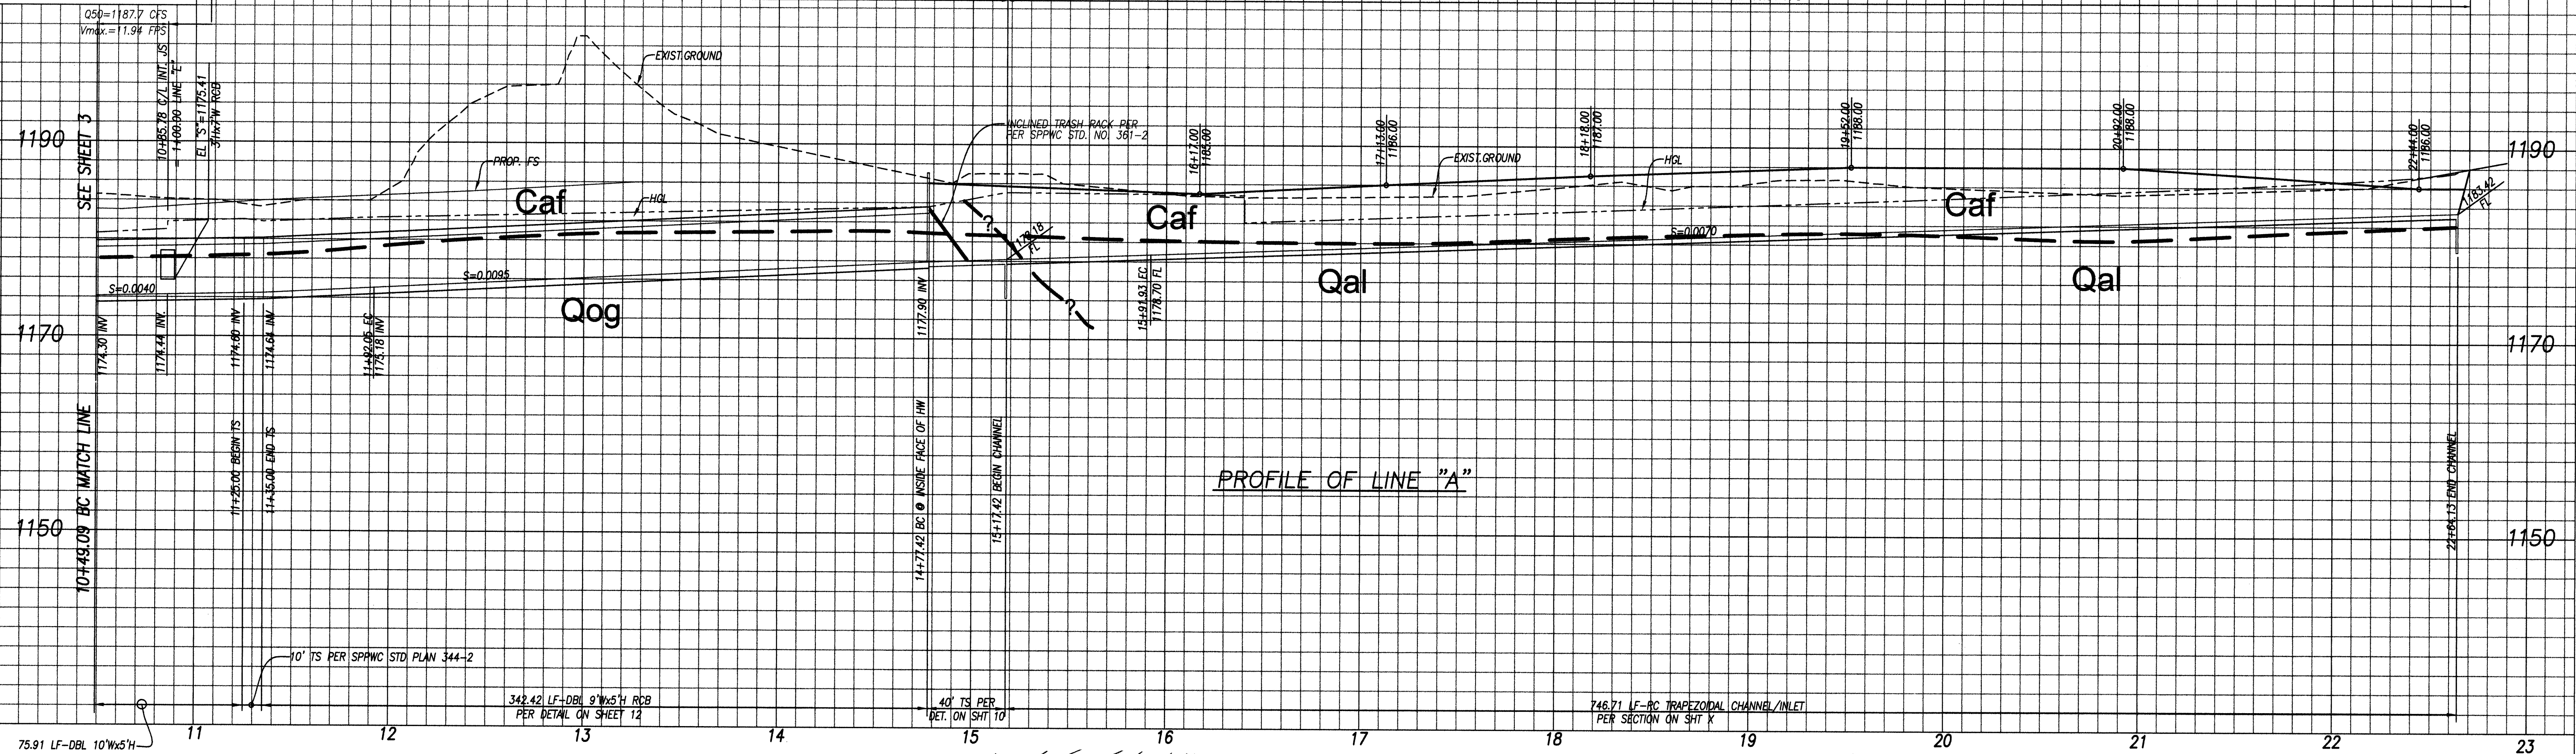 Q50=1187.7 CFS
Vmax.=11.94 FPS
10+85.78 C/L INT. JS
= 1+00.00 LINE "E"
EL "S"=1175.41
3'Hx7'W RCB
SEE SHEET 3
EXIST.GROUND
PROP. FS
Caf
HGL
INCLINED TRASH RACK PER
PER SPPWC STD. NO. 361-2
16+17.00
1185.00
17+13.00
1186.00
18+18.00
1187.00
19+52.00
1188.00
20+92.00
1188.00
22+44.00
1186.00
EXIST.GROUND
HGL
1190
1190
1183.42
FL
Caf
Caf
?
1178.18
FL
S=0.0070
S=0.0040
S=0.0095
Qog
Qal
Qal
?
1170
1170
1174.30 INV
1174.44 INV.
1174.60 INV
1174.64 INV
11+92.05 EC
1175.18 INV
1177.90 INV
15+91.93 EC
1178.70 FL
10+49.09 BC MATCH LINE
11+25.00 BEGIN TS
11+35.00 END TS
14+77.42 BC @ INSIDE FACE OF HW
15+17.42 BEGIN CHANNEL
22+64.13 END CHANNEL
PROFILE OF LINE "A"
1150
1150
10' TS PER SPPWC STD PLAN 344-2
342.42 LF-DBL 9'Wx5'H RCB
PER DETAIL ON SHEET 12
40' TS PER
DET. ON SHT 10
746.71 LF-RC TRAPEZOIDAL CHANNEL/INLET
PER SECTION ON SHT X
75.91 LF-DBL 10'Wx5'H
11 12 13 14 15 16 17 18 19 20 21 22 23